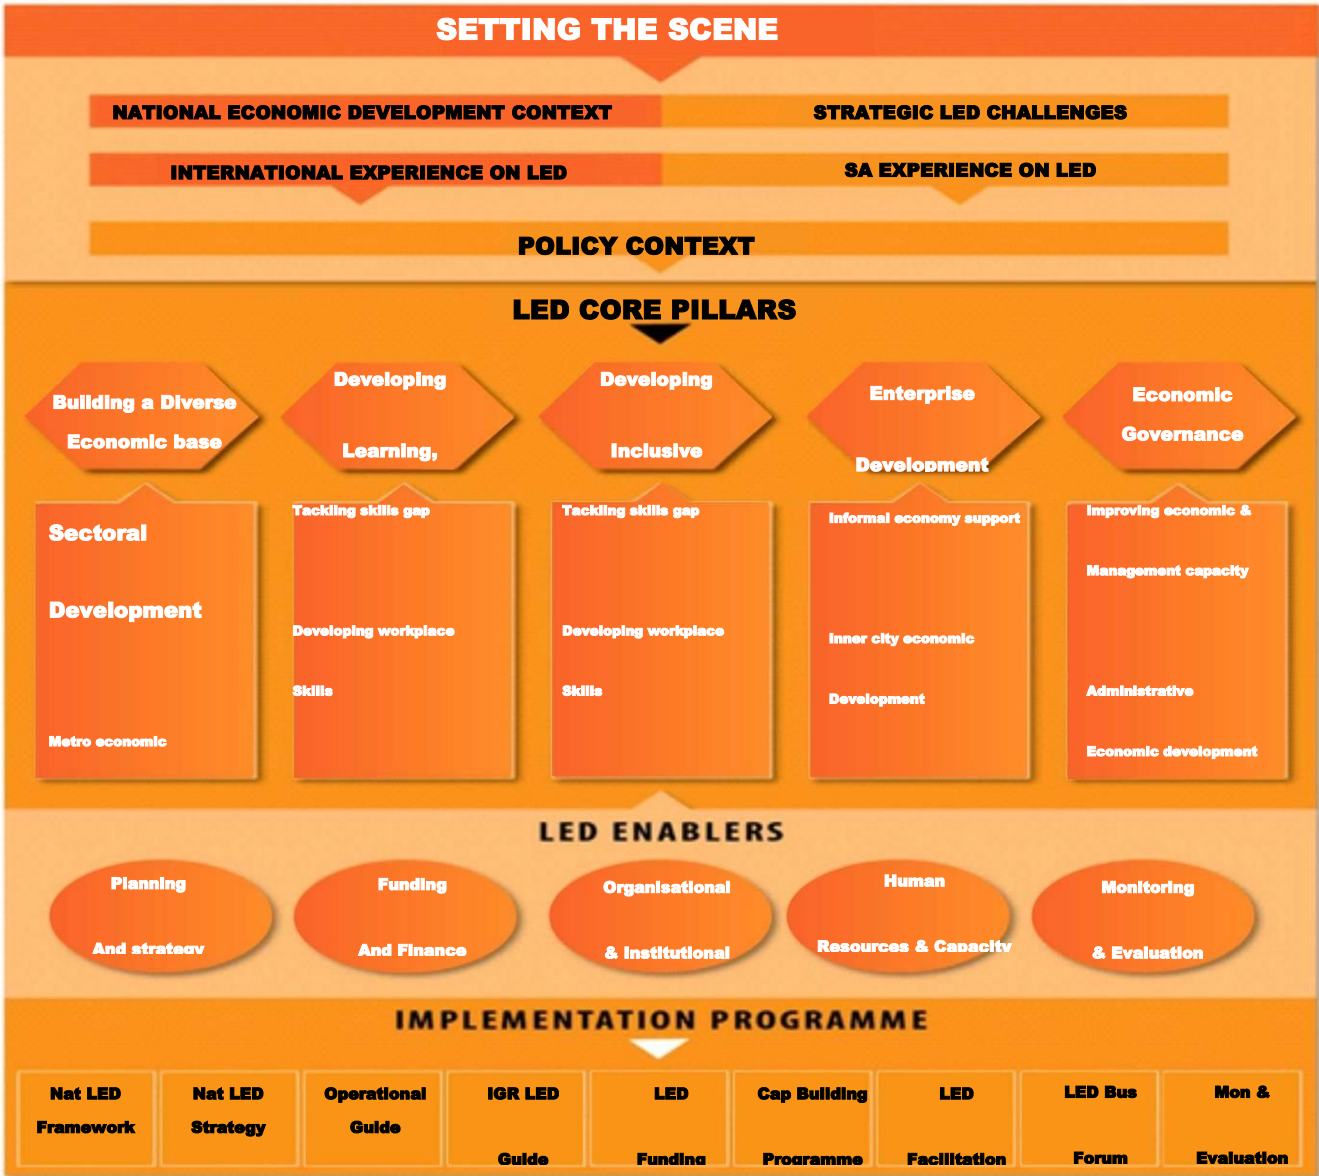 SETTING THE SCENE
NATIONAL ECONOMIC DEVELOPMENT CONTEXT
STRATEGIC LED CHALLENGES
INTERNATIONAL EXPERIENCE ON LED
SA EXPERIENCE ON LED
POLICY CONTEXT
LED CORE PILLARS
Building a Diverse
Economic base
Developing
Learning,
Developing
Inclusive
Enterprise
Development
Economic
Governance
Sectoral
Development
Metro economic
Tackling skills gap
Developing workplace
Skills
Tackling skills gap
Developing workplace
Skills
Informal economy support
Inner city economic
Development
Improving economic &
Management capacity
Administrative
Economic development
LED ENABLERS
Planning
And strategy
Funding
And Finance
Organisational
& Institutional
Human
Resources & Capacity
Monitoring
& Evaluation
IMPLEMENTATION PROGRAMME
Nat LED
Framework
Nat LED
Strategy
Operational
Guide
IGR LED
Guide
LED
Funding
Cap Building
Programme
LED
Facilitation
LED Bus
Forum
Mon &
Evaluation